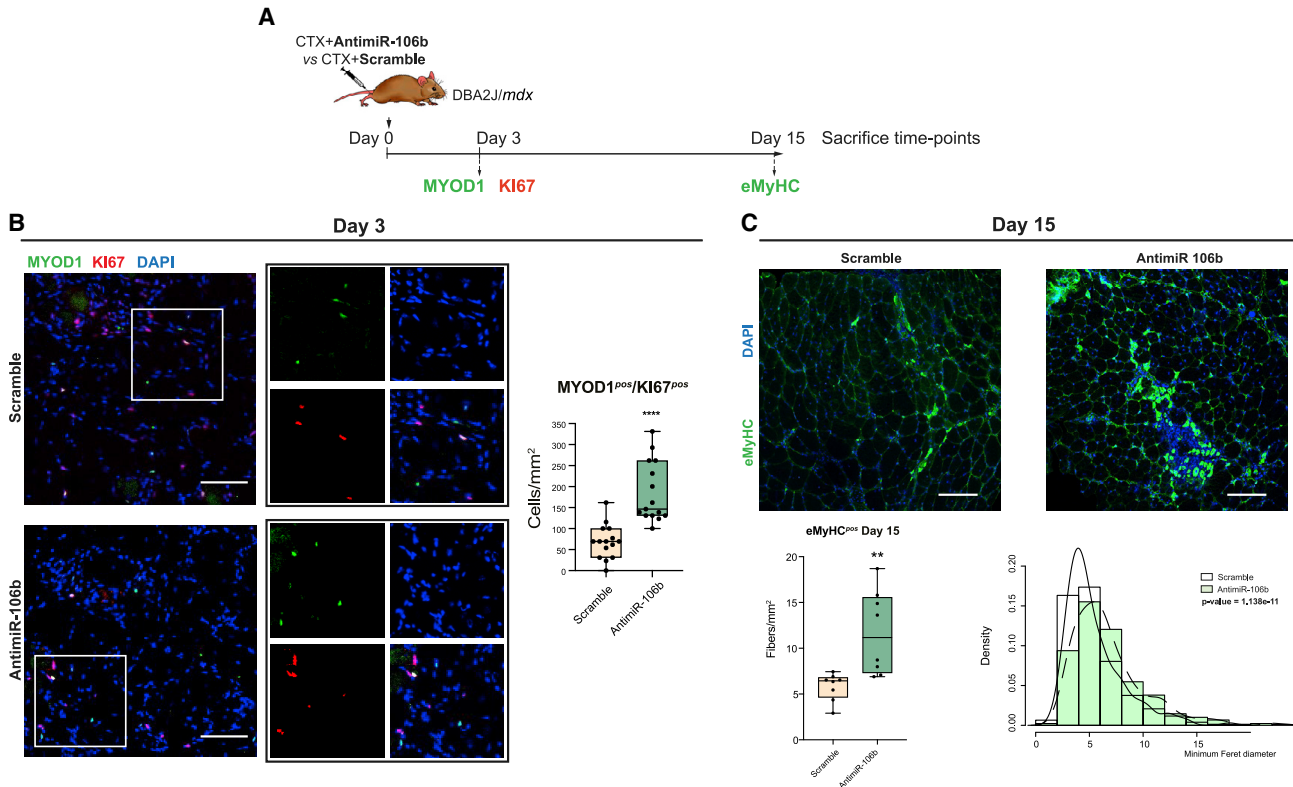 A
CTX+AntimiR-106b
vs CTX+Scramble
DBA2J/mdx
Day 0 Day 3 Day 15 Sacrifice time-points
MYOD1 KI67 eMyHC
B
Day 3
MYOD1 KI67 DAPI
Scramble
AntimiR-106b
MYOD1pos/KI67pos
****
Cells/mm2
400
350
300
250
200
150
100
50
0
Scramble
AntimiR-106b
C
Day 15
Scramble
AntimiR 106b
DAPI
eMyHC
eMyHCpos Day 15
**
Fibers/mm2
20
15
10
5
0
Scramble
AntimiR-106b
Scramble
AntimiR-106b
p-value = 1,138e-11
Density
0.20
0.15
0.10
0.05
0.00
0 5 10 15
Minimum Feret diameter